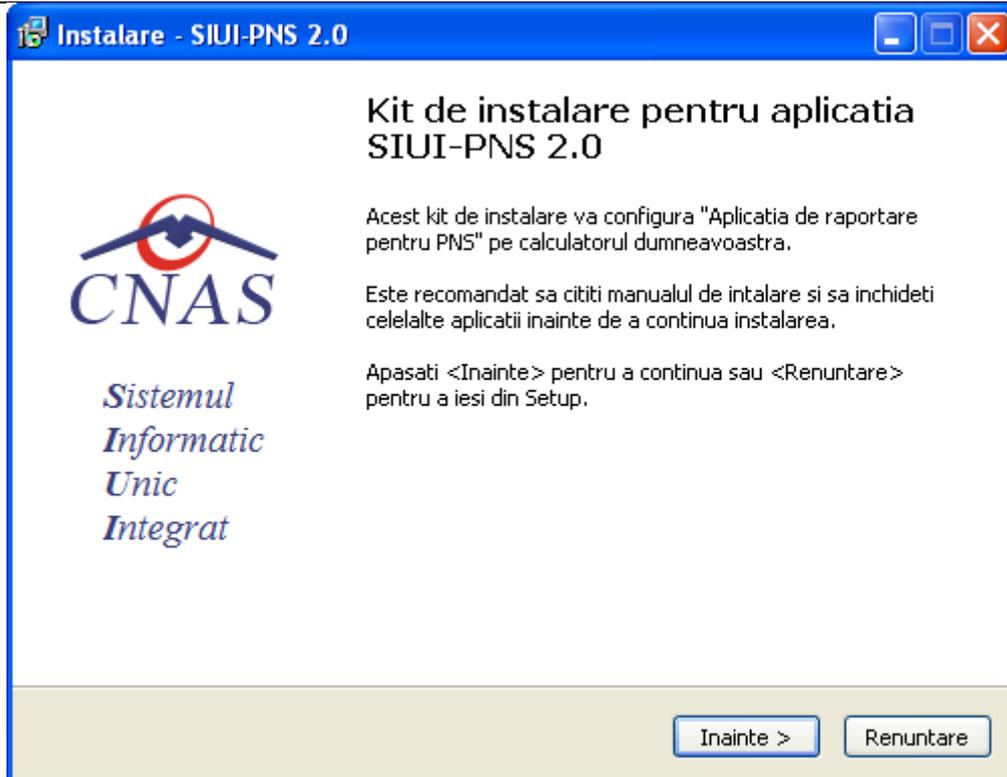 Instalare - SIUI-PNS 2.0
Kit de instalare pentru aplicatia
SIUI-PNS 2.0
Acest kit de instalare va configura "Aplicatia de raportare
pentru PNS" pe calculatorul dumneavoastra.
Este recomandat sa cititi manualul de intalare si sa inchideti
celelalte aplicatii inainte de a continua instalarea.
Apasati <Inainte> pentru a continua sau <Renuntare>
pentru a iesi din Setup.
CNAS
Sistemul
Informatic
Unic
Integrat
Inainte >
Renuntare